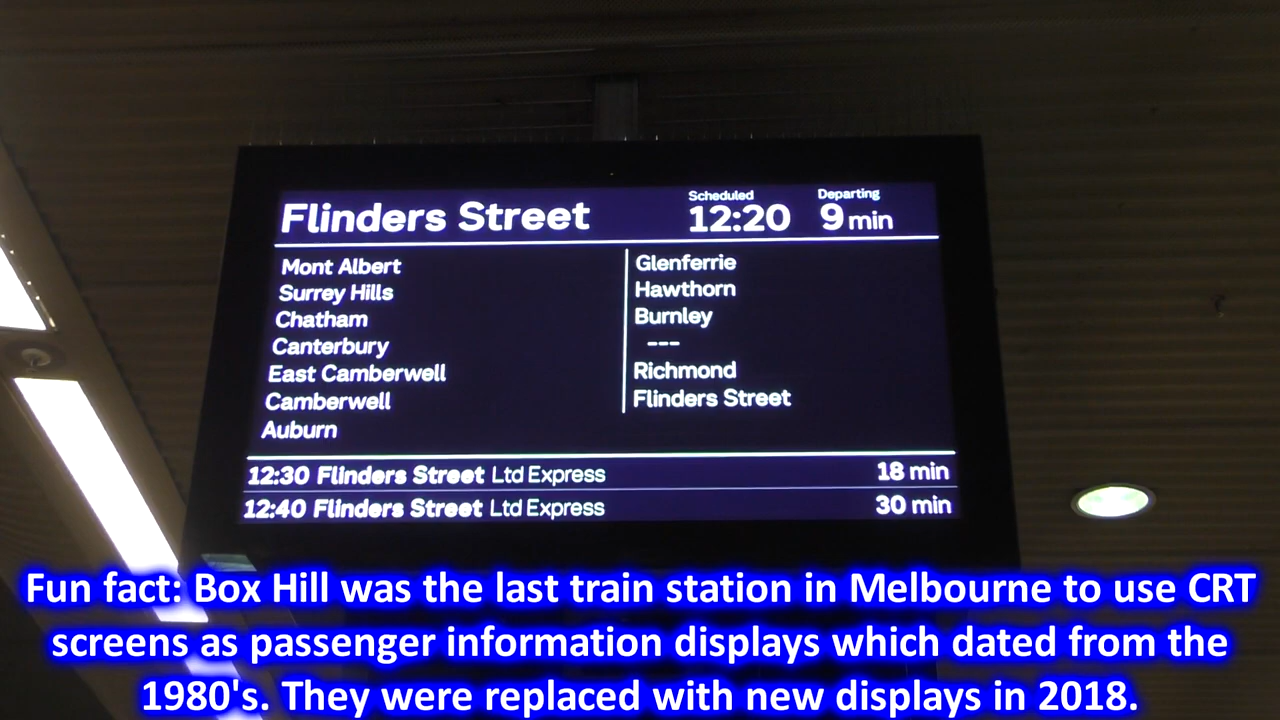 Flinders Street
Scheduled
12:20
Departing
9 min
Mont Albert
Surrey Hills
Chatham
Canterbury
East Camberwell
Camberwell
Auburn
Glenferrie
Hawthorn
Burnley
---
Richmond
Flinders Street
12:30 Flinders Street Ltd Express 18 min
12:40 Flinders Street Ltd Express 30 min
Fun fact: Box Hill was the last train station in Melbourne to use CRT
screens as passenger information displays which dated from the
1980's. They were replaced with new displays in 2018.